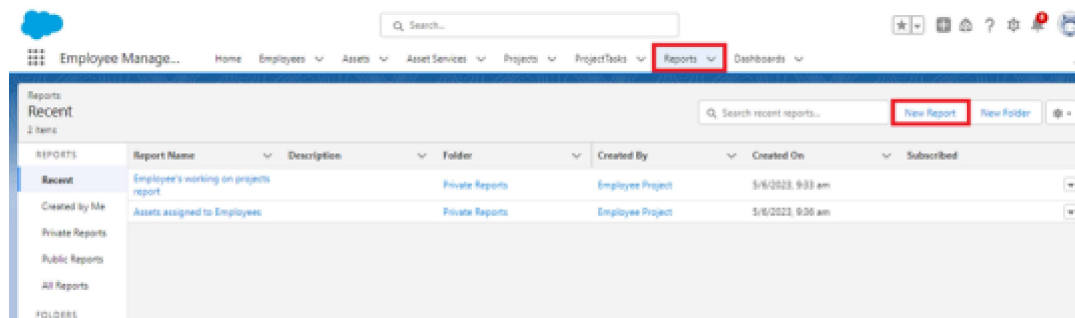 Search...
Employee Manage... Home Employees Assets Asset Services Projects ProjectTasks Reports Dashboards
Reports
Recent
2 items
Search recent reports... New Report New Folder
REPORTS Report Name Description Folder Created By Created On Subscribed
Recent Employee's working on projects report Private Reports Employee Project 5/6/2023, 9:33 am
Created by Me Assets assigned to Employees Private Reports Employee Project 5/6/2023, 9:36 am
Private Reports
Public Reports
All Reports
FOLDERS